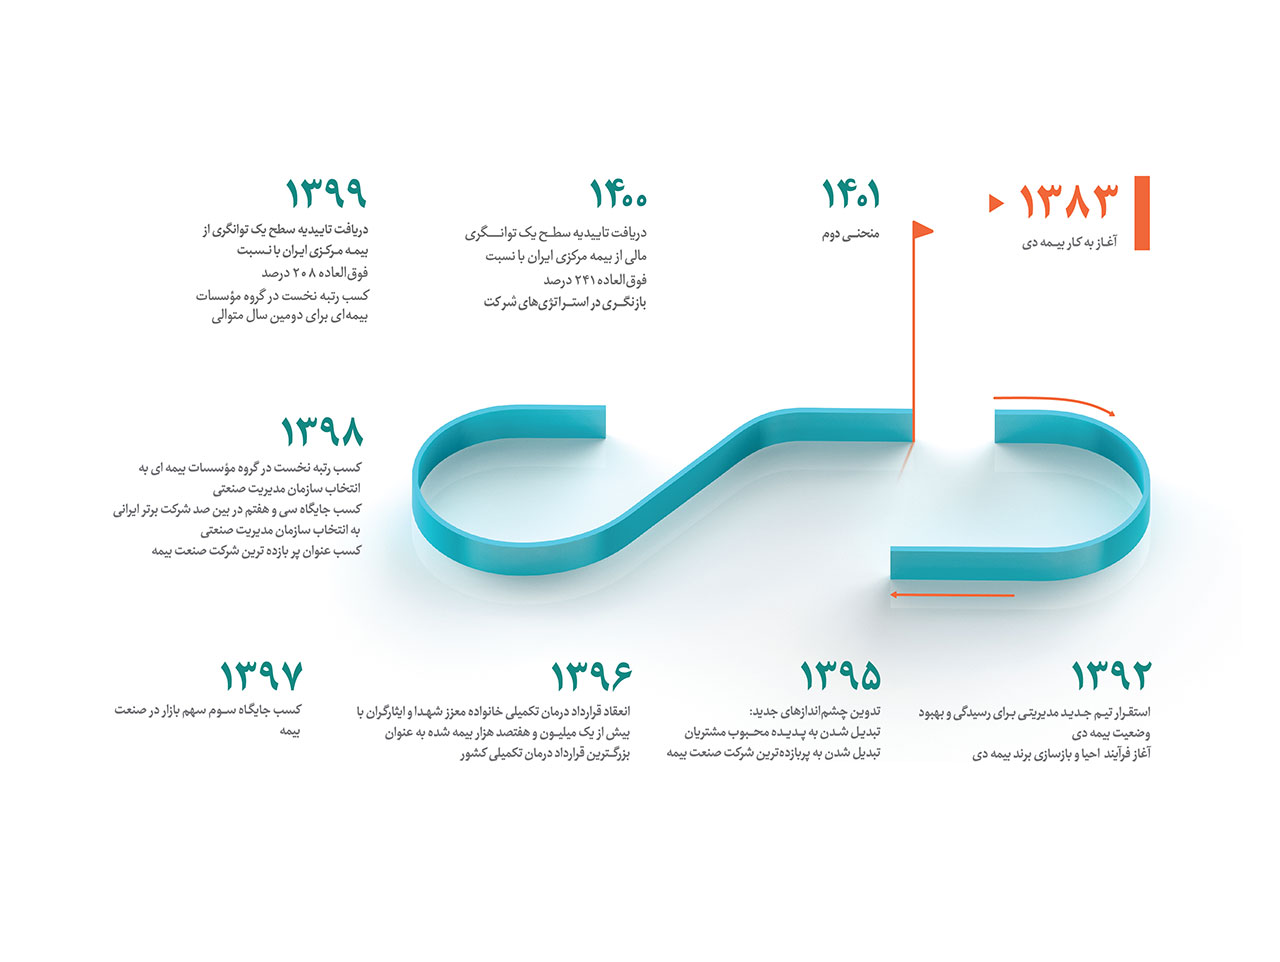 ۱۳۸۳
آغاز به کار بیمه دی
۱۴۰۱
منحنی دوم
۱۴۰۰
دریافت تاییدیه سطح یک توانگری
مالی از بیمه مرکزی ایران با نسبت
فوق‌العاده ۲۴۱ درصد
بازنگری در استراتژی‌های شرکت
۱۳۹۹
دریافت تاییدیه سطح یک توانگری از
بیمه مرکزی ایران با نسبت
فوق‌العاده ۲۰۸ درصد
کسب رتبه نخست در گروه مؤسسات
بیمه‌ای برای دومین سال متوالی
۱۳۹۸
کسب رتبه نخست در گروه مؤسسات بیمه ای به
انتخاب سازمان مدیریت صنعتی
کسب جایگاه سی و هفتم در بین صد شرکت برتر ایرانی
به انتخاب سازمان مدیریت صنعتی
کسب عنوان پر بازده ترین شرکت صنعت بیمه
۱۳۹۲
استقرار تیم جدید مدیریتی برای رسیدگی و بهبود
وضعیت بیمه دی
آغاز فرآیند احیا و بازسازی برند بیمه دی
۱۳۹۵
تدوین چشم‌اندازهای جدید:
تبدیل شدن به پدیده محبوب مشتریان
تبدیل شدن به پربازده‌ترین شرکت صنعت بیمه
۱۳۹۶
انعقاد قرارداد درمان تکمیلی خانواده معزز شهدا و ایثارگران با
بیش از یک میلیون و هفتصد هزار بیمه شده به عنوان
بزرگترین قرارداد درمان تکمیلی کشور
۱۳۹۷
کسب جایگاه سوم سهم بازار در صنعت
بیمه